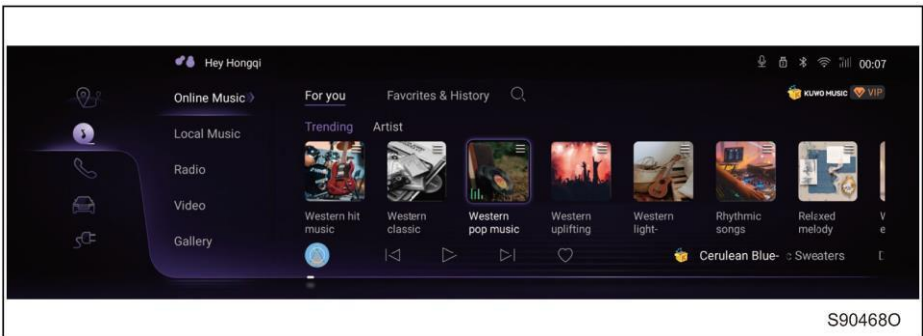 Hey Hongqi
00:07
Online Music
For you
Favorites & History
KUWO MUSIC
VIP
Local Music
Trending
Artist
Radio
Video
Gallery
Western hit
music
Western
classic
Western
pop music
Western
uplifting
Western
light-
Rhythmic
songs
Relaxed
melody
Cerulean Blue-
Sweaters
S90468O